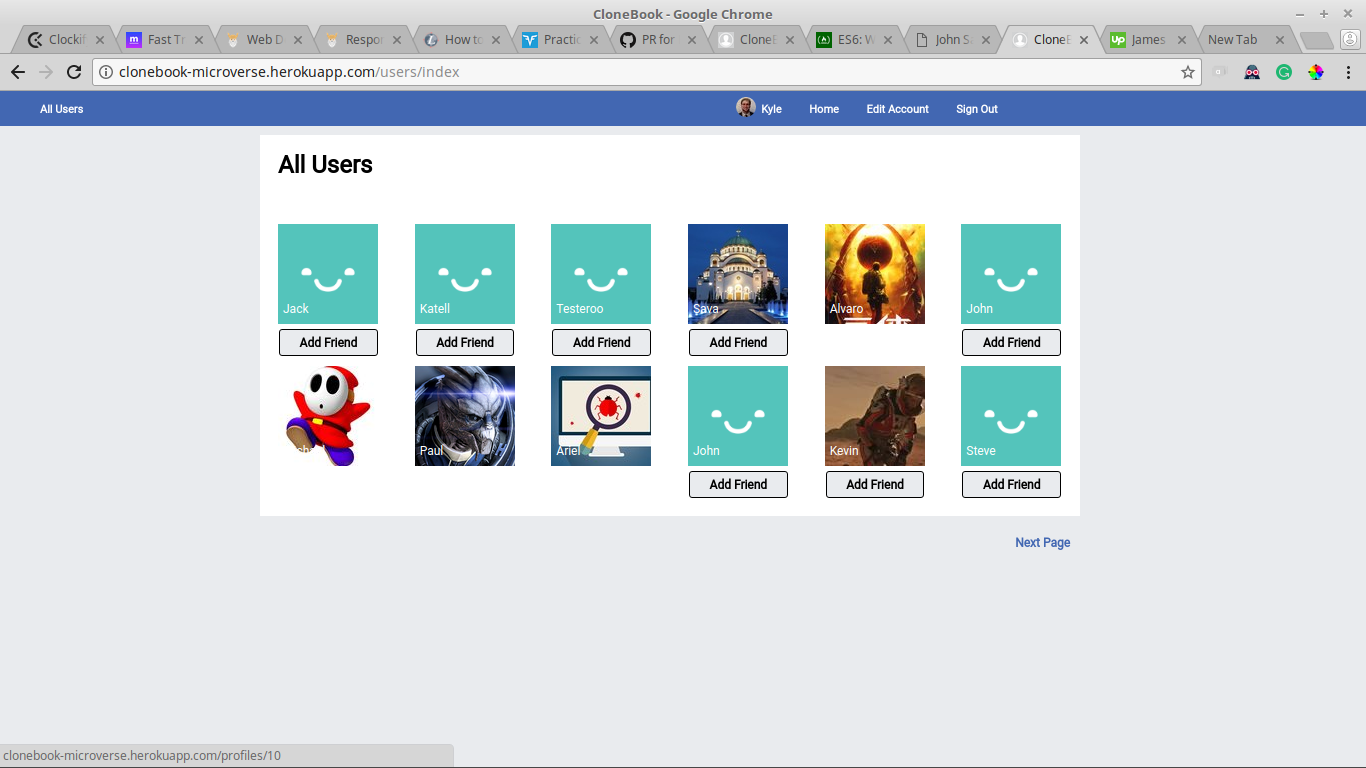 CloneBook - Google Chrome
Clockif Fast Tr Web D Respo How to Practic PR for CloneB ES6: W John S. CloneB Up James New Tab
clonebook-microverse.herokuapp.com/users/index
All Users Kyle Home Edit Account Sign Out
All Users
Jack Katell Testeroo Sava Alvaro John
Add Friend Add Friend Add Friend Add Friend Add Friend
Paul Ariel John Kevin Steve
Add Friend Add Friend Add Friend
Next Page
clonebook-microverse.herokuapp.com/profiles/10